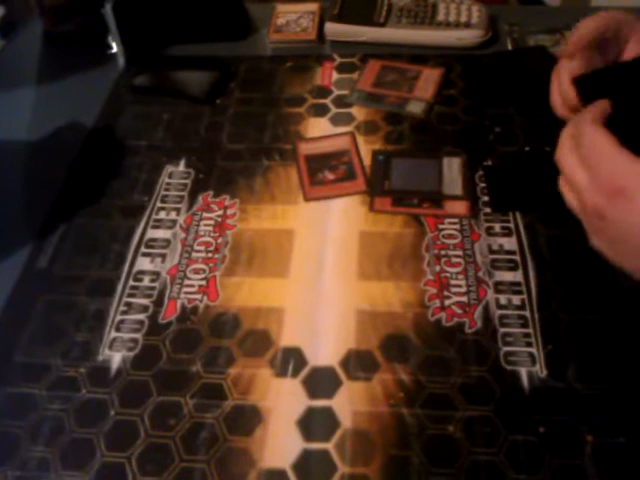 ORDER OF CHAOS
Yu-Gi-Oh!
TRADING CARD GAME
Yu-Gi-Oh
TRADING CARD GAME
ORDER OF CH